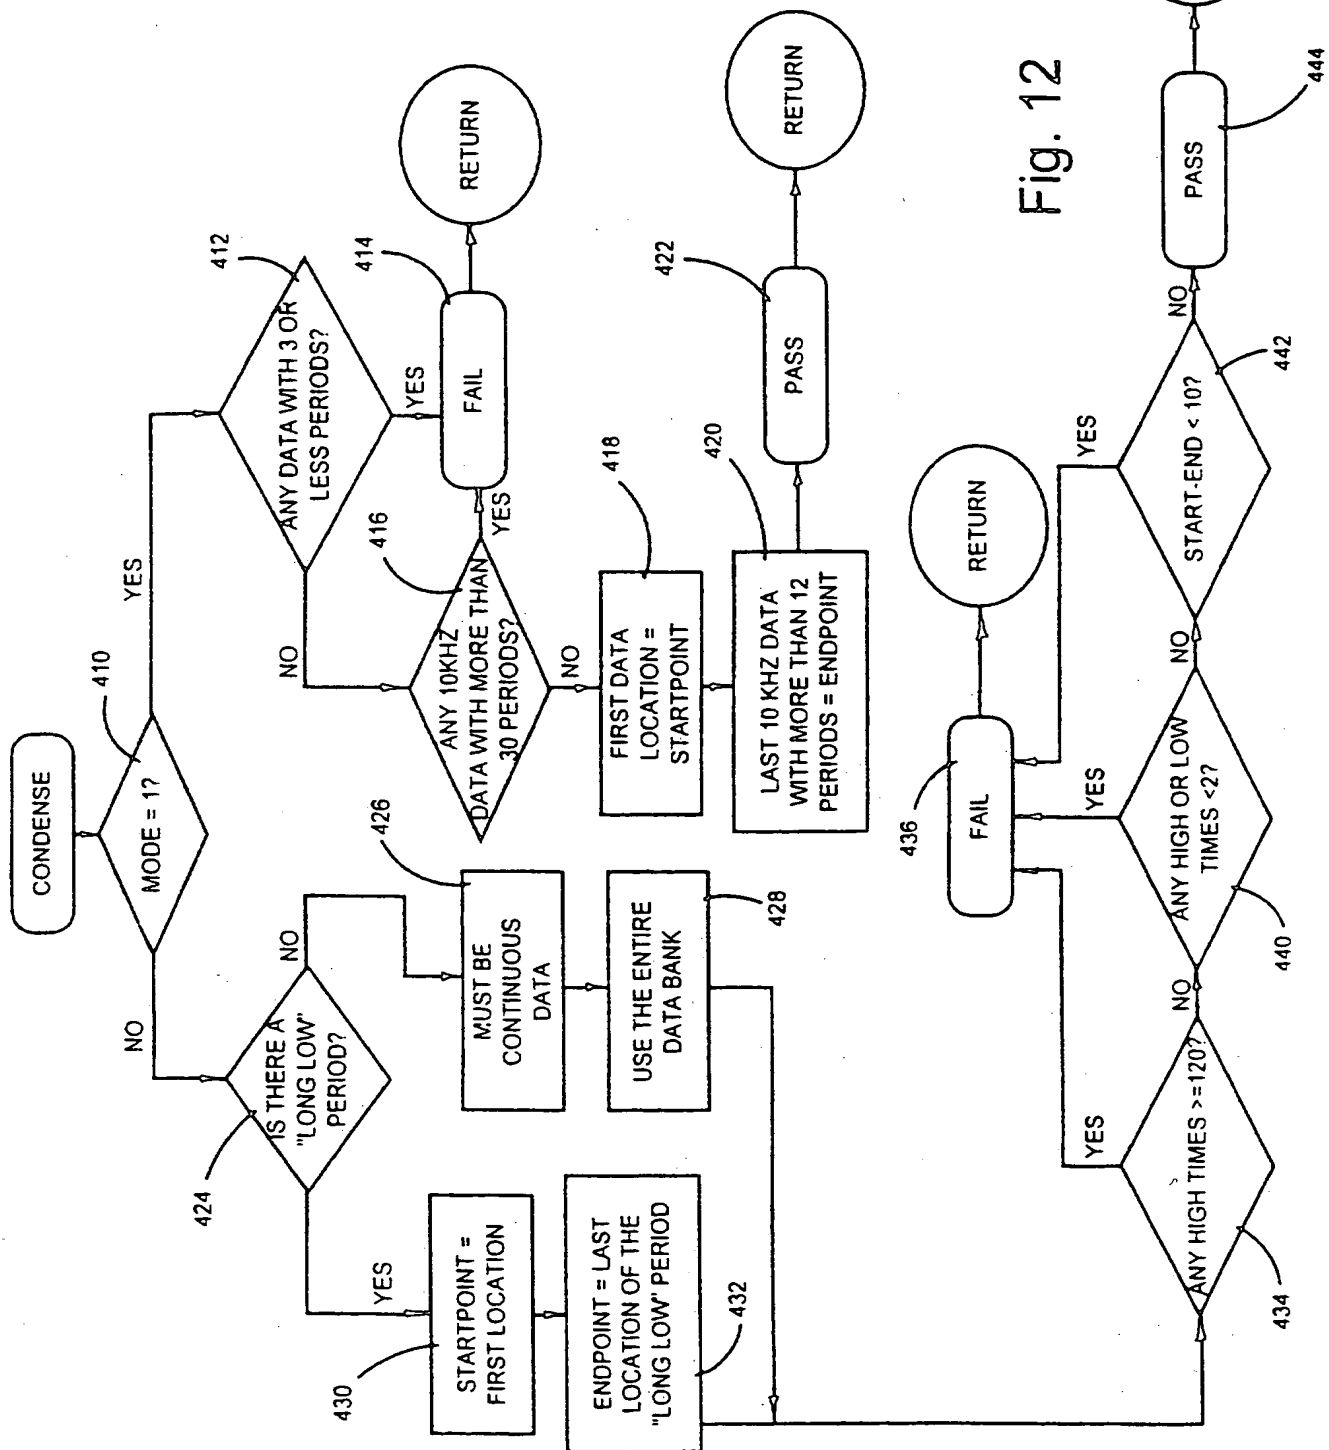 CONDENSE
410
MODE = 1?
YES
NO
412
ANY DATA WITH 3 OR
LESS PERIODS?
YES
NO
414
FAIL
RETURN
416
ANY 10KHZ
DATA WITH MORE THAN
30 PERIODS?
YES
NO
418
FIRST DATA
LOCATION =
STARTPOINT
420
LAST 10 KHZ DATA
WITH MORE THAN 12
PERIODS = ENDPOINT
422
PASS
RETURN
424
IS THERE A
"LONG LOW"
PERIOD?
NO
YES
426
MUST BE
CONTINUOUS
DATA
428
USE THE ENTIRE
DATA BANK
430
STARTPOINT =
FIRST LOCATION
432
ENDPOINT = LAST
LOCATION OF THE
"LONG LOW" PERIOD
434
ANY HIGH TIMES >=120?
YES
NO
436
FAIL
RETURN
440
ANY HIGH OR LOW
TIMES <2?
YES
NO
442
START-END < 10?
YES
NO
444
PASS
Fig. 12